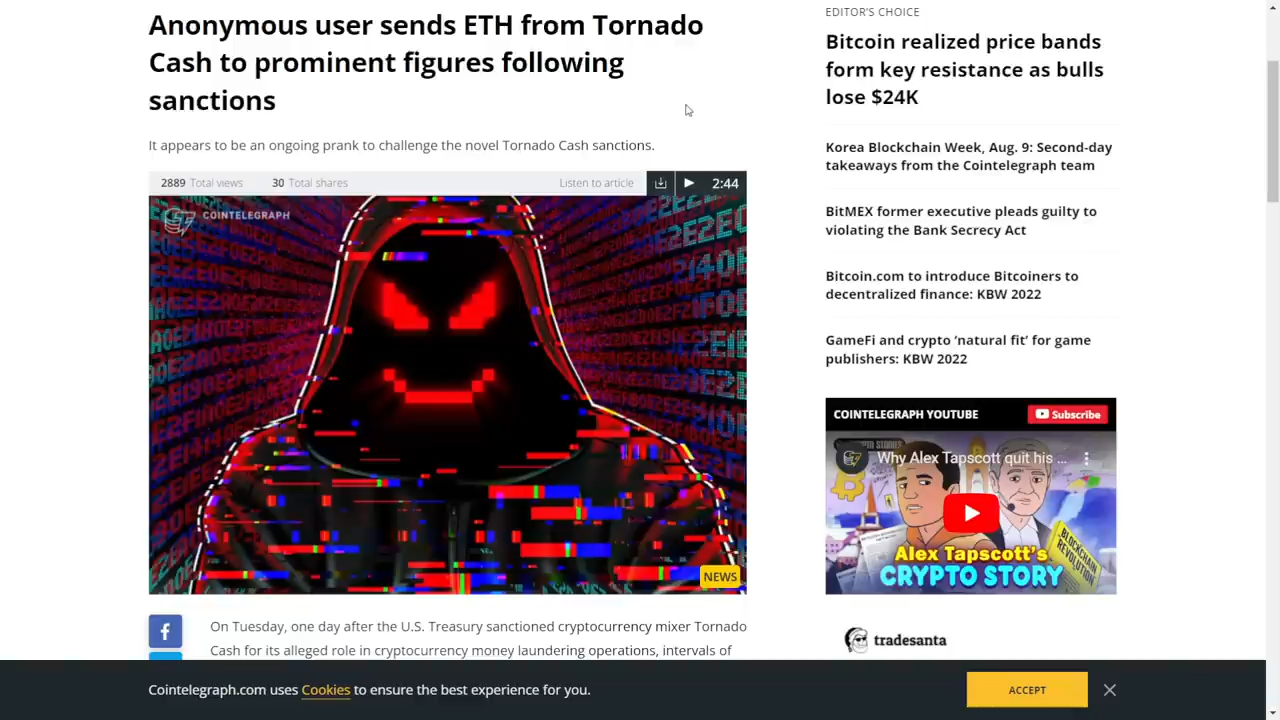 Anonymous user sends ETH from Tornado
Cash to prominent figures following
sanctions
It appears to be an ongoing prank to challenge the novel Tornado Cash sanctions.
2889 Total views
30 Total shares
Listen to article
2:44
COINTELEGRAPH
NEWS
On Tuesday, one day after the U.S. Treasury sanctioned cryptocurrency mixer Tornado
Cash for its alleged role in cryptocurrency money laundering operations, intervals of
EDITOR'S CHOICE
Bitcoin realized price bands
form key resistance as bulls
lose $24K
Korea Blockchain Week, Aug. 9: Second-day
takeaways from the Cointelegraph team
BitMEX former executive pleads guilty to
violating the Bank Secrecy Act
Bitcoin.com to introduce Bitcoiners to
decentralized finance: KBW 2022
GameFi and crypto ‘natural fit’ for game
publishers: KBW 2022
COINTELEGRAPH YOUTUBE
Subscribe
Why Alex Tapscott quit his ...
BLOCKCHAIN
REVOLUTION
Alex Tapscott's
CRYPTO STORY
tradesanta
Cointelegraph.com uses Cookies to ensure the best experience for you.
ACCEPT